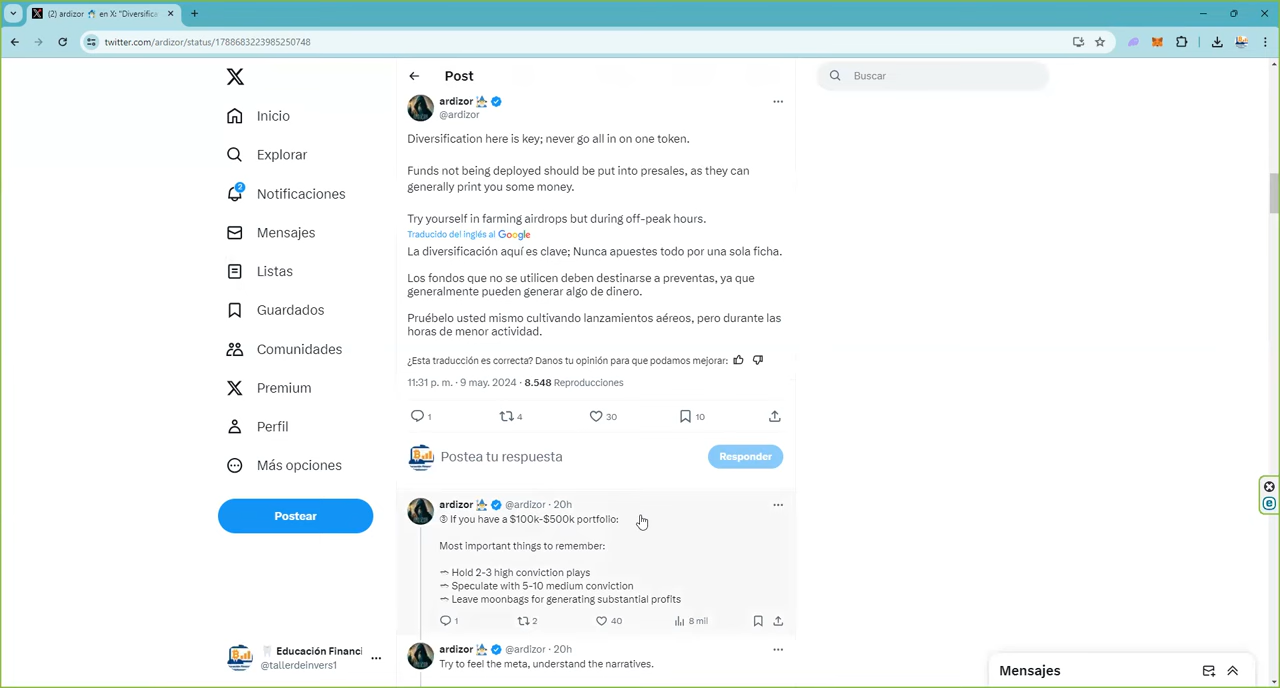 (2) ardizor en X: "Diversifica
twitter.com/ardizor/status/1788683223985250748
X
Inicio
Explorar
2
Notificaciones
Mensajes
Listas
Guardados
Comunidades
Premium
Perfil
Más opciones
Postear
Educación Financi
@tallerdeinvers1
Post
ardizor
@ardizor
Diversification here is key; never go all in on one token.
Funds not being deployed should be put into presales, as they can
generally print you some money.
Try yourself in farming airdrops but during off-peak hours.
Traducido del inglés al Google
La diversificación aquí es clave; Nunca apuestes todo por una sola ficha.
Los fondos que no se utilicen deben destinarse a preventas, ya que
generalmente pueden generar algo de dinero.
Pruébelo usted mismo cultivando lanzamientos aéreos, pero durante las
horas de menor actividad.
¿Esta traducción es correcta? Danos tu opinión para que podamos mejorar:
11:31 p. m. · 9 may. 2024 · 8.548 Reproducciones
1 4 30 10
Postea tu respuesta
Responder
ardizor @ardizor · 20h
③ If you have a $100k-$500k portfolio:
Most important things to remember:
Hold 2-3 high conviction plays
Speculate with 5-10 medium conviction
Leave moonbags for generating substantial profits
1 2 40 8 mil
ardizor @ardizor · 20h
Try to feel the meta, understand the narratives.
Buscar
Mensajes